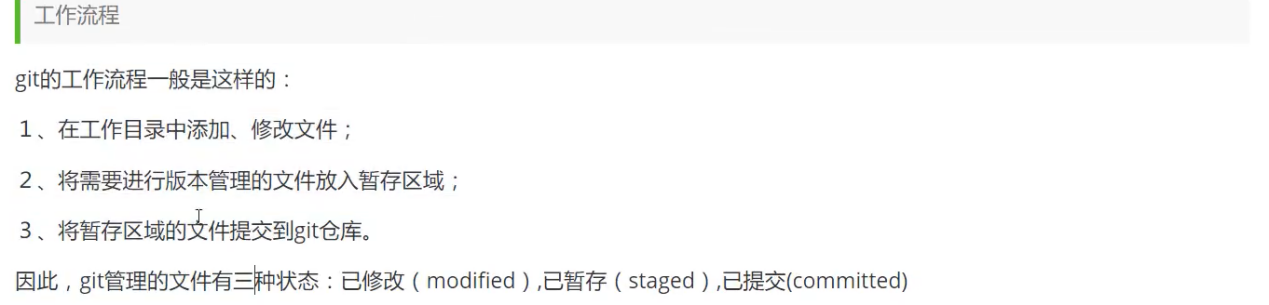 工作流程
git的工作流程一般是这样的：
１、在工作目录中添加、修改文件；
２、将需要进行版本管理的文件放入暂存区域；
３、将暂存区域的文件提交到git仓库。
因此，git管理的文件有三种状态：已修改（modified）,已暂存（staged）,已提交(committed)